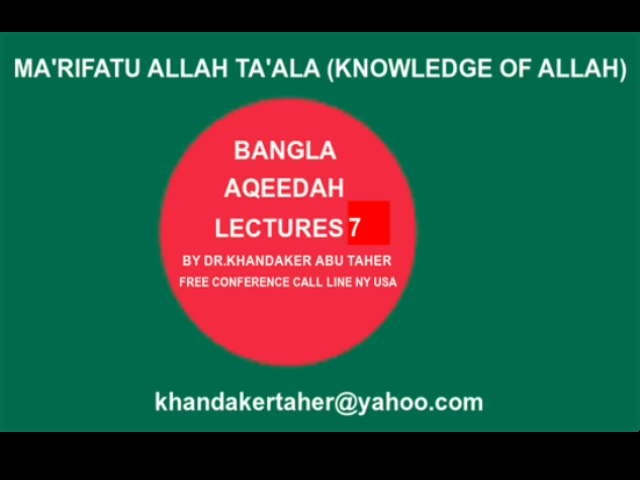 MA'RIFATU ALLAH TA'ALA (KNOWLEDGE OF ALLAH)
BANGLA
AQEEDAH
LECTURES 7
BY DR.KHANDAKER ABU TAHER
FREE CONFERENCE CALL LINE NY USA
khandakertaher@yahoo.com